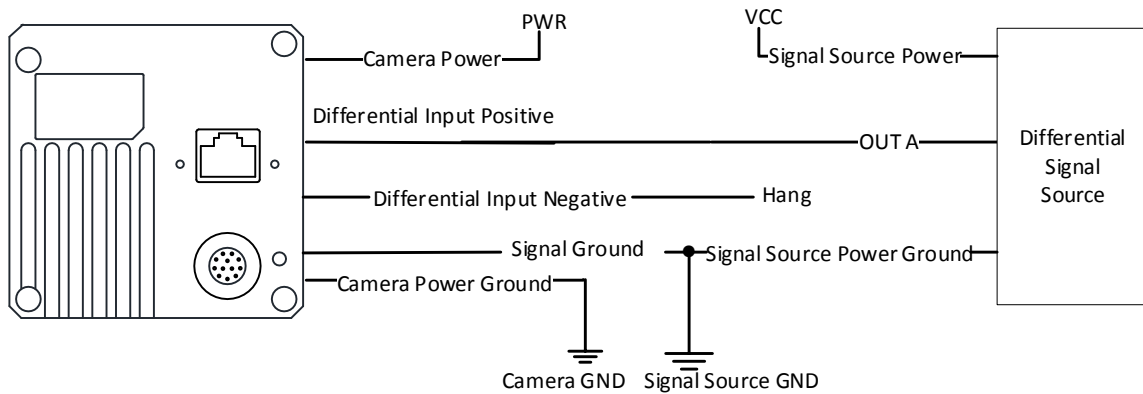 PWR
VCC
Camera Power
Signal Source Power
Differential Input Positive
OUT A
Differential
Signal
Source
Differential Input Negative
Hang
Signal Ground
Signal Source Power Ground
Camera Power Ground
Camera GND
Signal Source GND